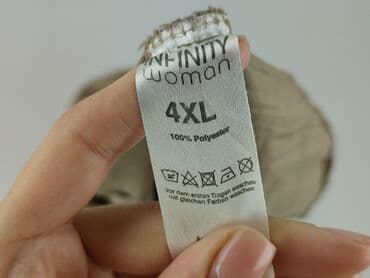 INFINITY
woman
4XL
100% Polyester
Vor dem ersten Tragen waschen
mit gleichen Farben waschen